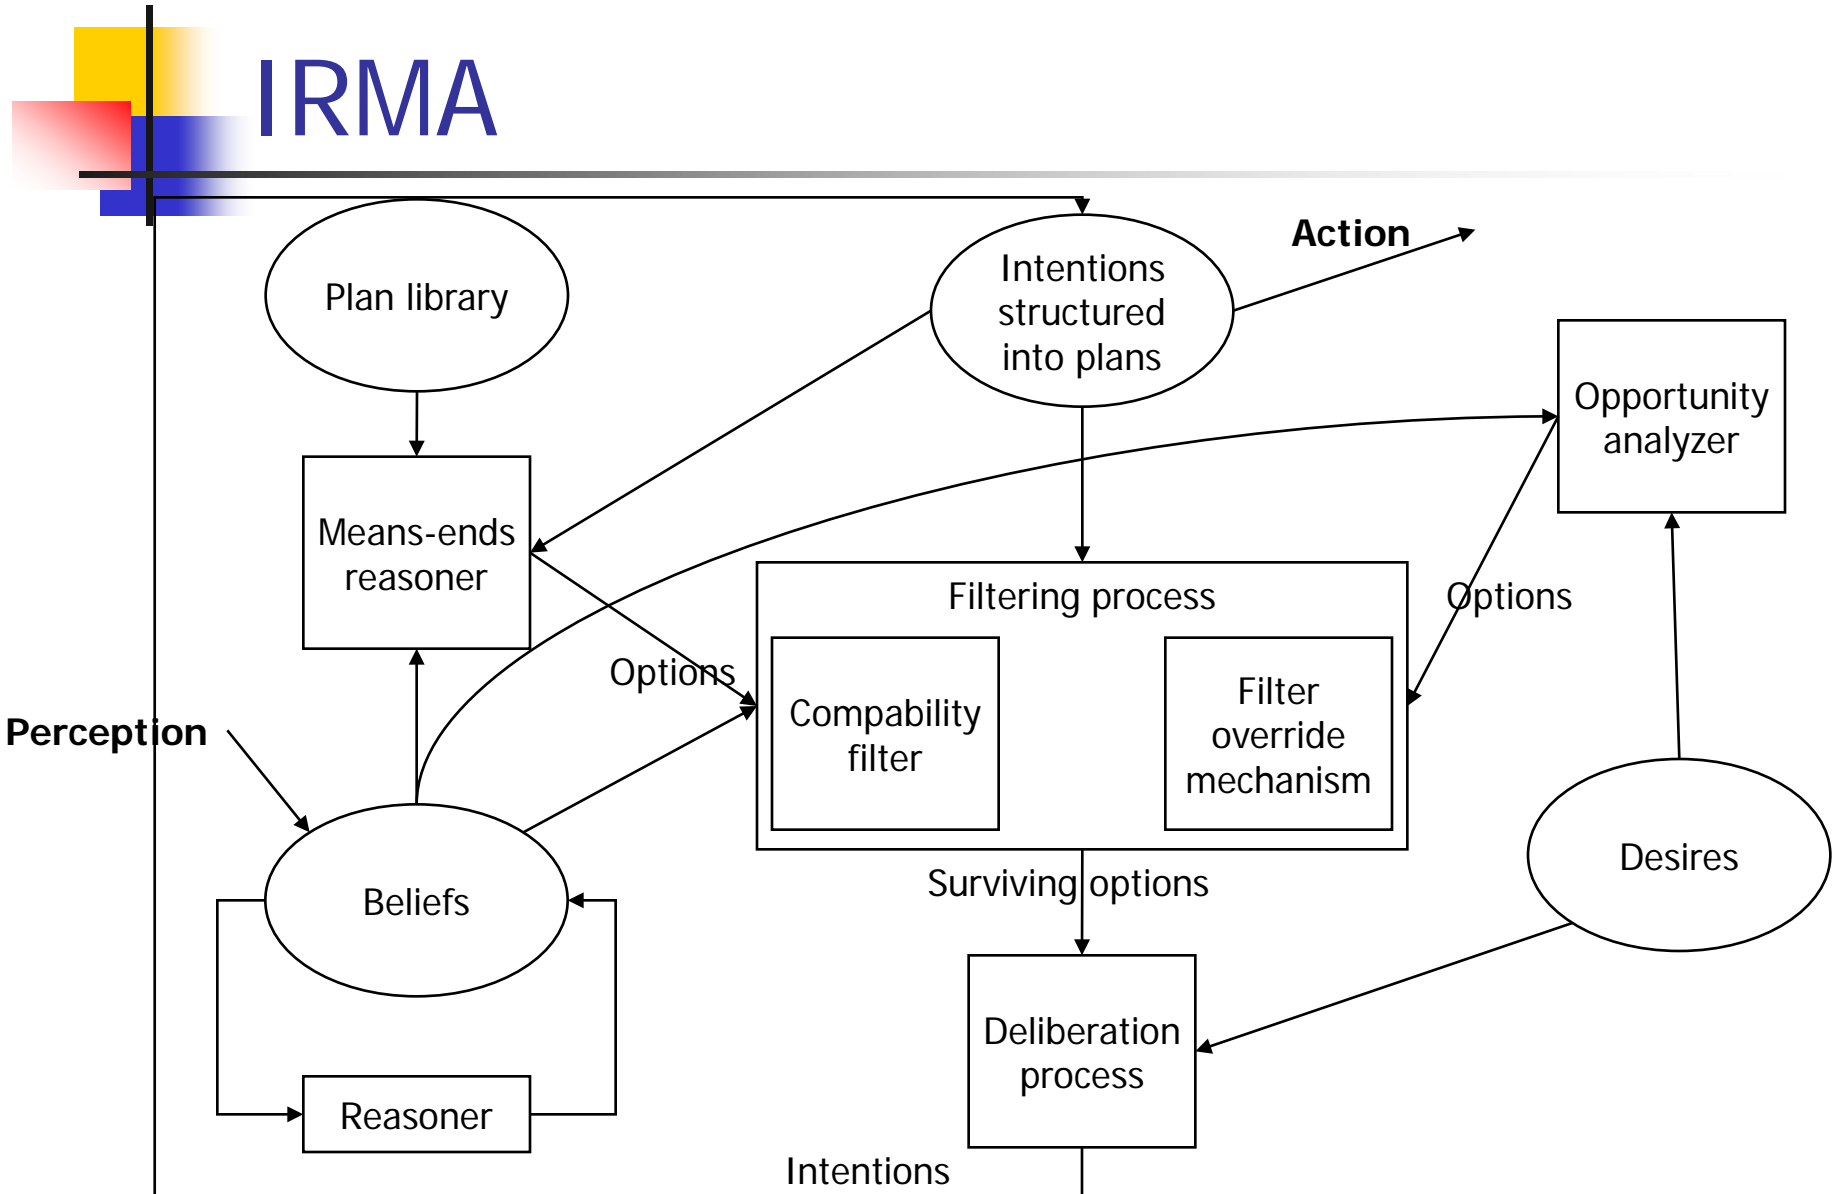 IRMA
Action
Plan library
Intentions
structured
into plans
Opportunity
analyzer
Means-ends
reasoner
Filtering process
Options
Options
Compability
filter
Filter
override
mechanism
Perception
Beliefs
Surviving options
Desires
Deliberation
process
Reasoner
Intentions